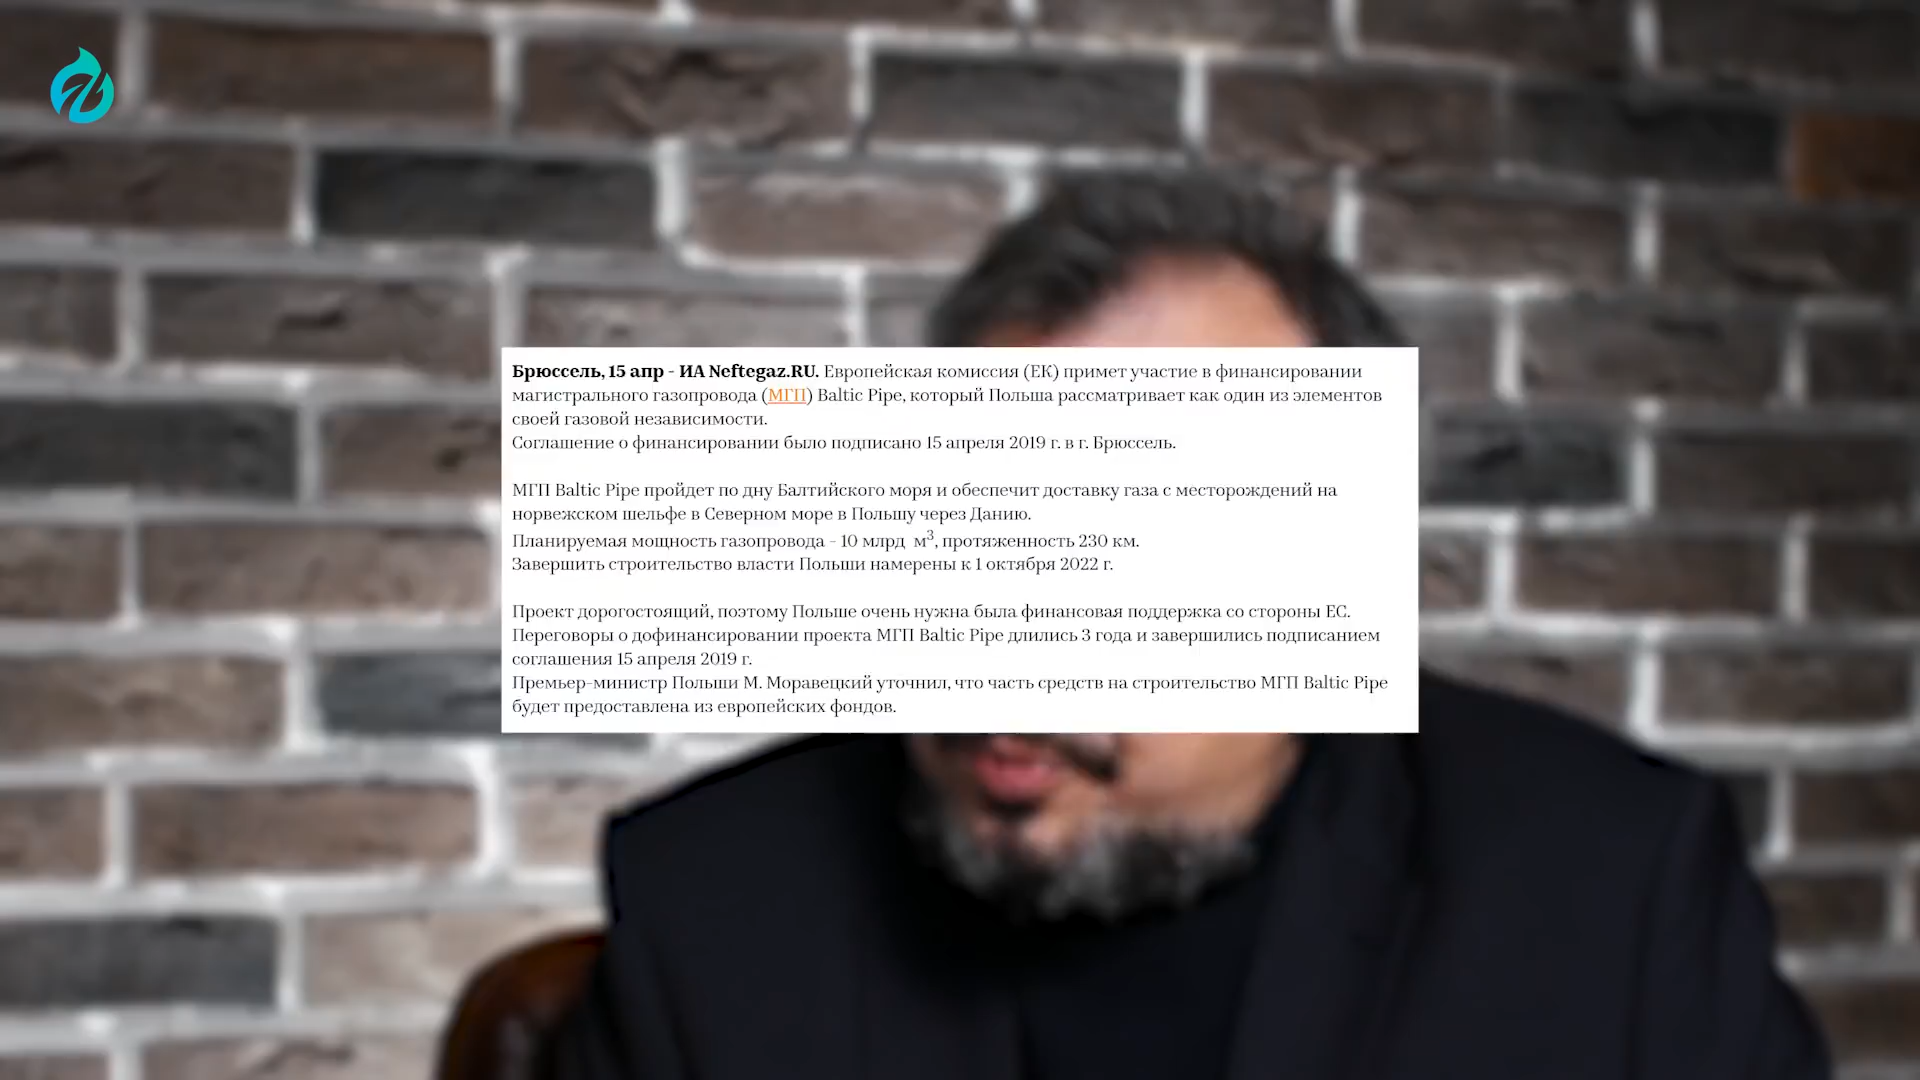 Брюссель, 15 апр - ИА Neftegaz.RU. Европейская комиссия (ЕК) примет участие в финансировании
магистрального газопровода (МГП) Baltic Pipe, который Польша рассматривает как один из элементов
своей газовой независимости.
Соглашение о финансировании было подписано 15 апреля 2019 г. в г. Брюссель.
МГП Baltic Pipe пройдет по дну Балтийского моря и обеспечит доставку газа с месторождений на
норвежском шельфе в Северном море в Польшу через Данию.
Планируемая мощность газопровода - 10 млрд м³, протяженность 230 км.
Завершить строительство власти Польши намерены к 1 октября 2022 г.
Проект дорогостоящий, поэтому Польше очень нужна была финансовая поддержка со стороны ЕС.
Переговоры о дофинансировании проекта МГП Baltic Pipe длились 3 года и завершились подписанием
соглашения 15 апреля 2019 г.
Премьер-министр Польши М. Моравецкий уточнил, что часть средств на строительство МГП Baltic Pipe
будет предоставлена из европейских фондов.